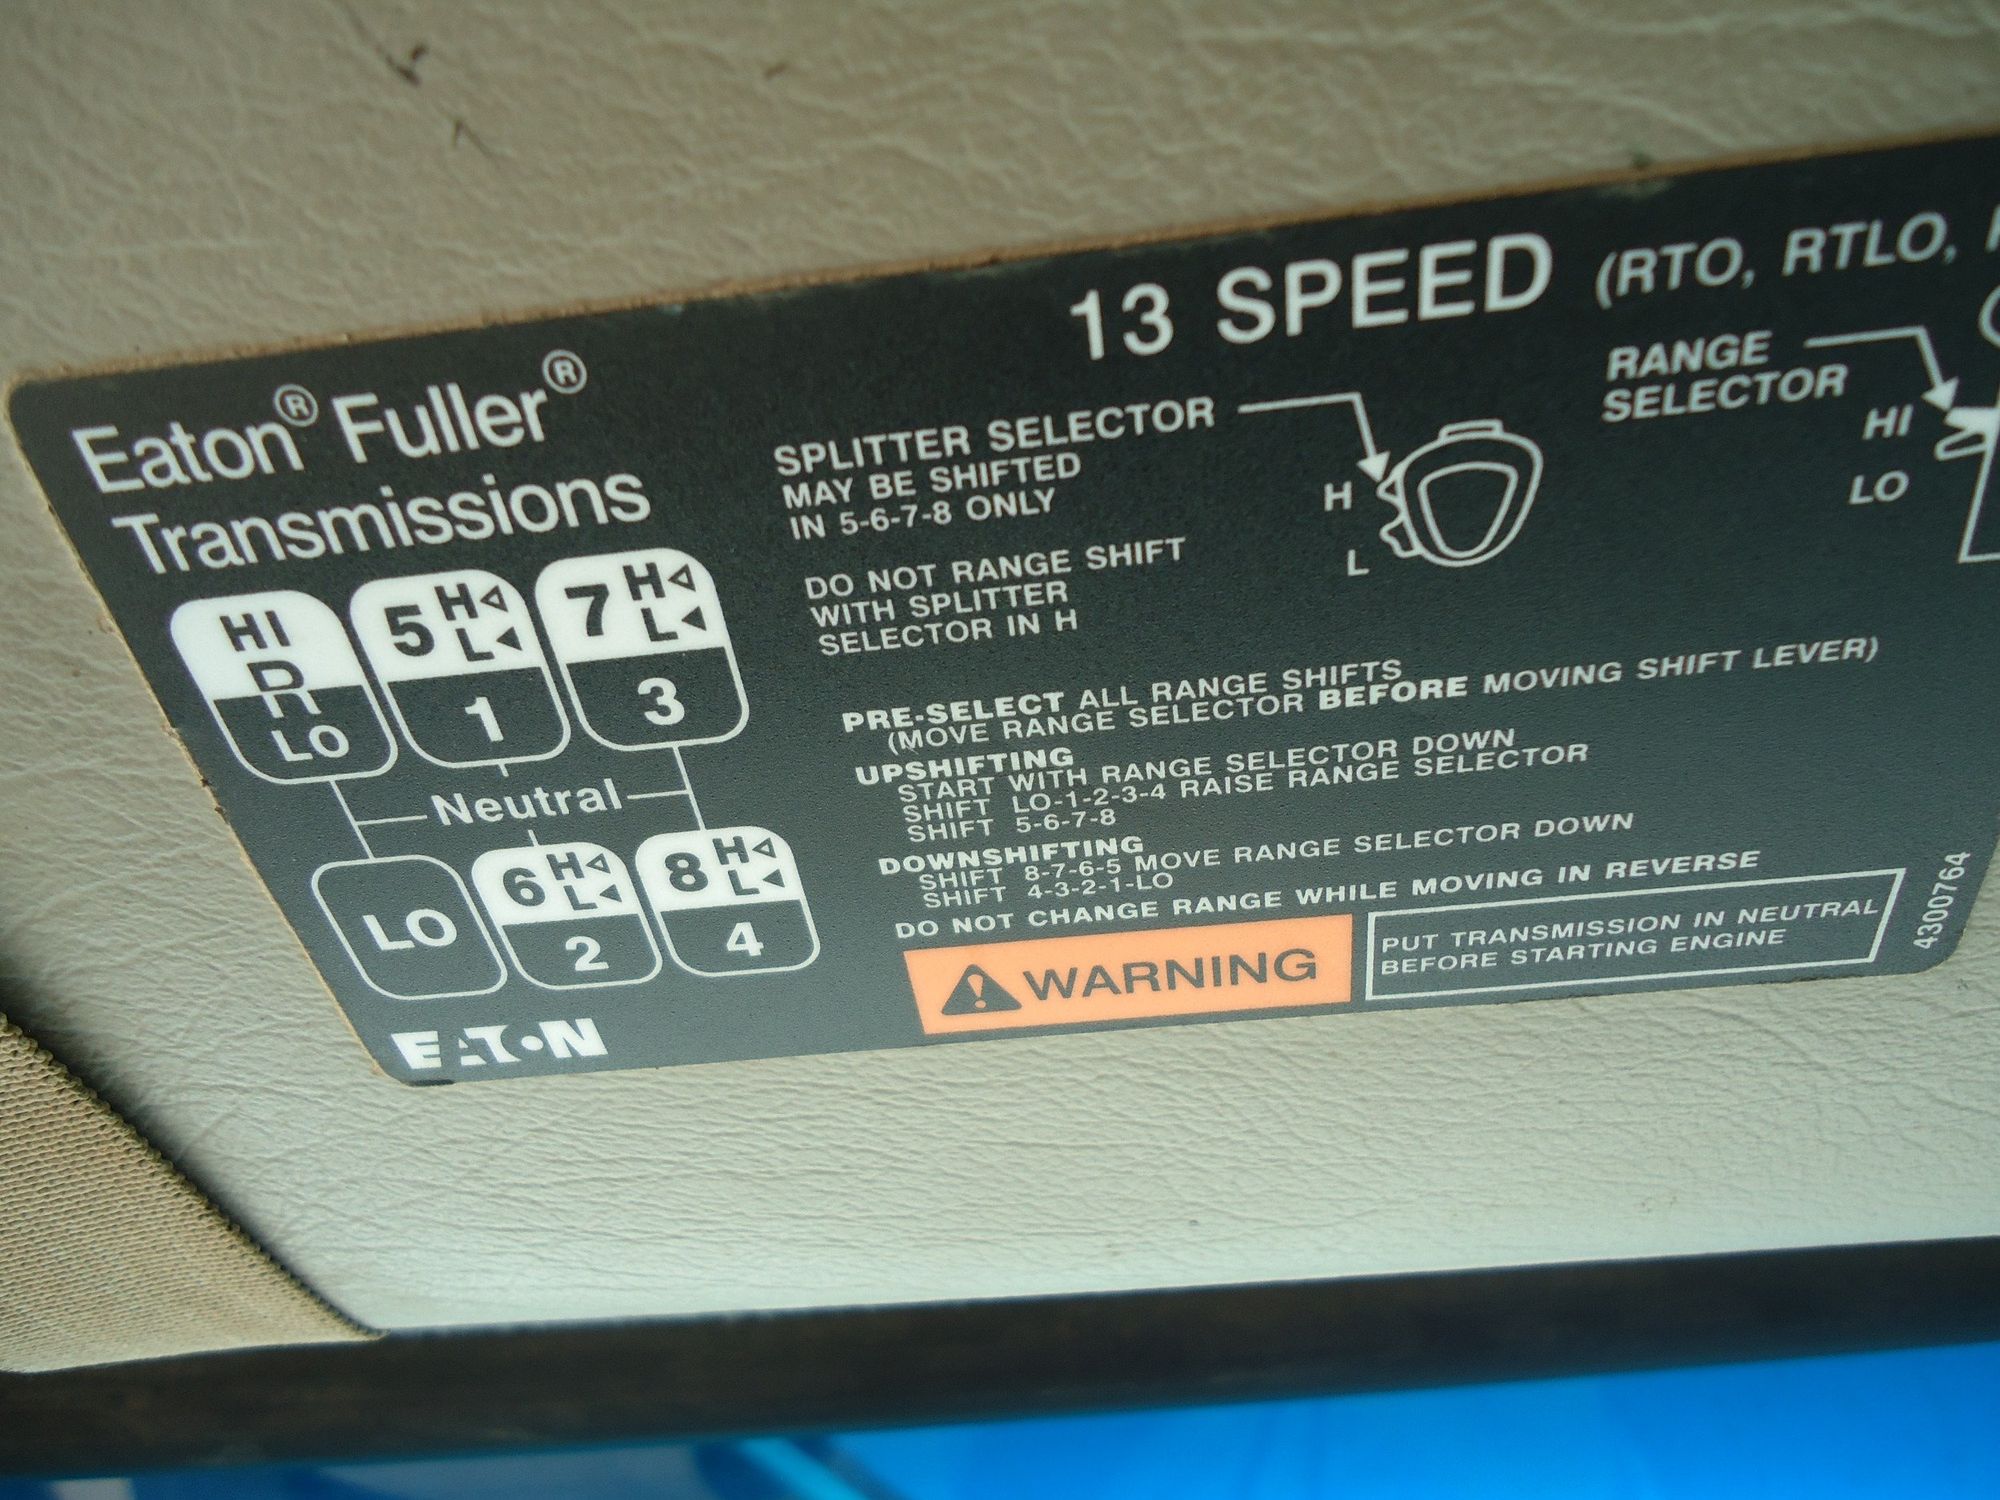 13 SPEED (RTO, RTLO,
Eaton® Fuller®
Transmissions
HI
R
LO
5 H L
1
7 H L
3
Neutral
LO
6 H L
2
8 H L
4
EATON
SPLITTER SELECTOR
MAY BE SHIFTED
IN 5-6-7-8 ONLY
H
L
DO NOT RANGE SHIFT
WITH SPLITTER
SELECTOR IN H
RANGE
SELECTOR
HI
LO
PRE-SELECT ALL RANGE SHIFTS
(MOVE RANGE SELECTOR BEFORE MOVING SHIFT LEVER)
UPSHIFTING
START WITH RANGE SELECTOR DOWN
SHIFT LO-1-2-3-4 RAISE RANGE SELECTOR
SHIFT 5-6-7-8
DOWNSHIFTING
SHIFT 8-7-6-5 MOVE RANGE SELECTOR DOWN
SHIFT 4-3-2-1-LO
DO NOT CHANGE RANGE WHILE MOVING IN REVERSE
WARNING
PUT TRANSMISSION IN NEUTRAL
BEFORE STARTING ENGINE
4300764